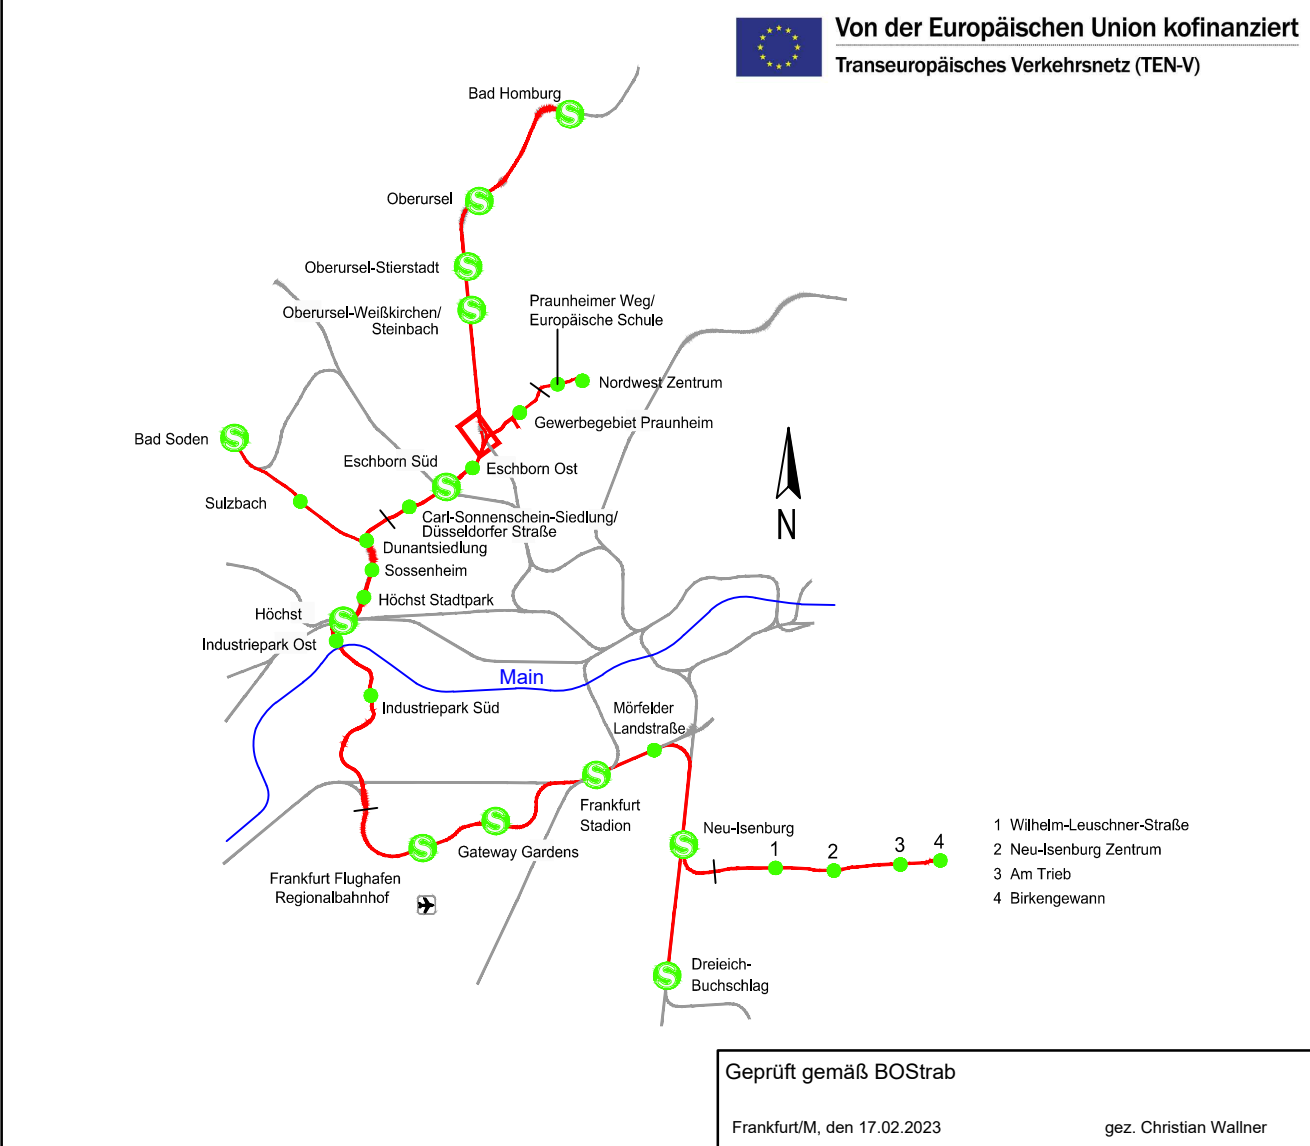 Von der Europäischen Union kofinanziert
Transeuropäisches Verkehrsnetz (TEN-V)
Bad Homburg
Oberursel
Oberursel-Stierstadt
Oberursel-Weißkirchen/
Steinbach
Praunheimer Weg/
Europäische Schule
Nordwest Zentrum
Gewerbegebiet Praunheim
Bad Soden
Eschborn Süd
Eschborn Ost
Sulzbach
Carl-Sonnenschein-Siedlung/
Düsseldorfer Straße
Dunantsiedlung
Sossenheim
Höchst Stadtpark
Höchst
Industriepark Ost
N
Main
Industriepark Süd
Mörfelder
Landstraße
Frankfurt
Stadion
Gateway Gardens
Frankfurt Flughafen
Regionalbahnhof
Neu-Isenburg
1
2
3
4
1 Wilhelm-Leuschner-Straße
2 Neu-Isenburg Zentrum
3 Am Trieb
4 Birkengewann
Dreieich-
Buchschlag
Geprüft gemäß BOStrab
Frankfurt/M, den 17.02.2023 gez. Christian Wallner